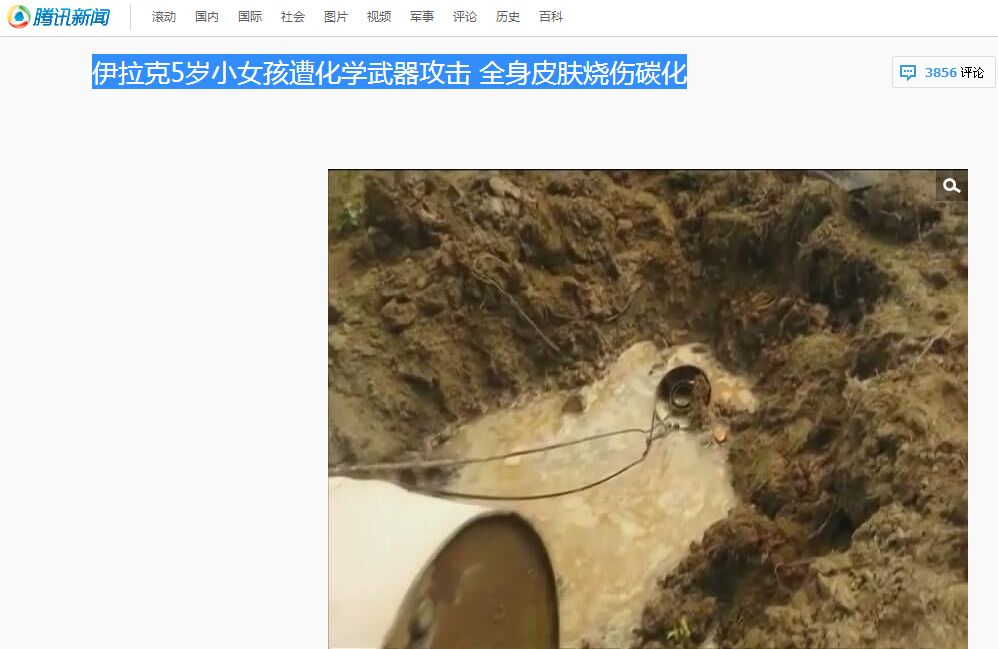 腾讯新闻 滚动 国内 国际 社会 图片 视频 军事 评论 历史 百科
伊拉克5岁小女孩遭化学武器攻击 全身皮肤烧伤碳化
3856 评论